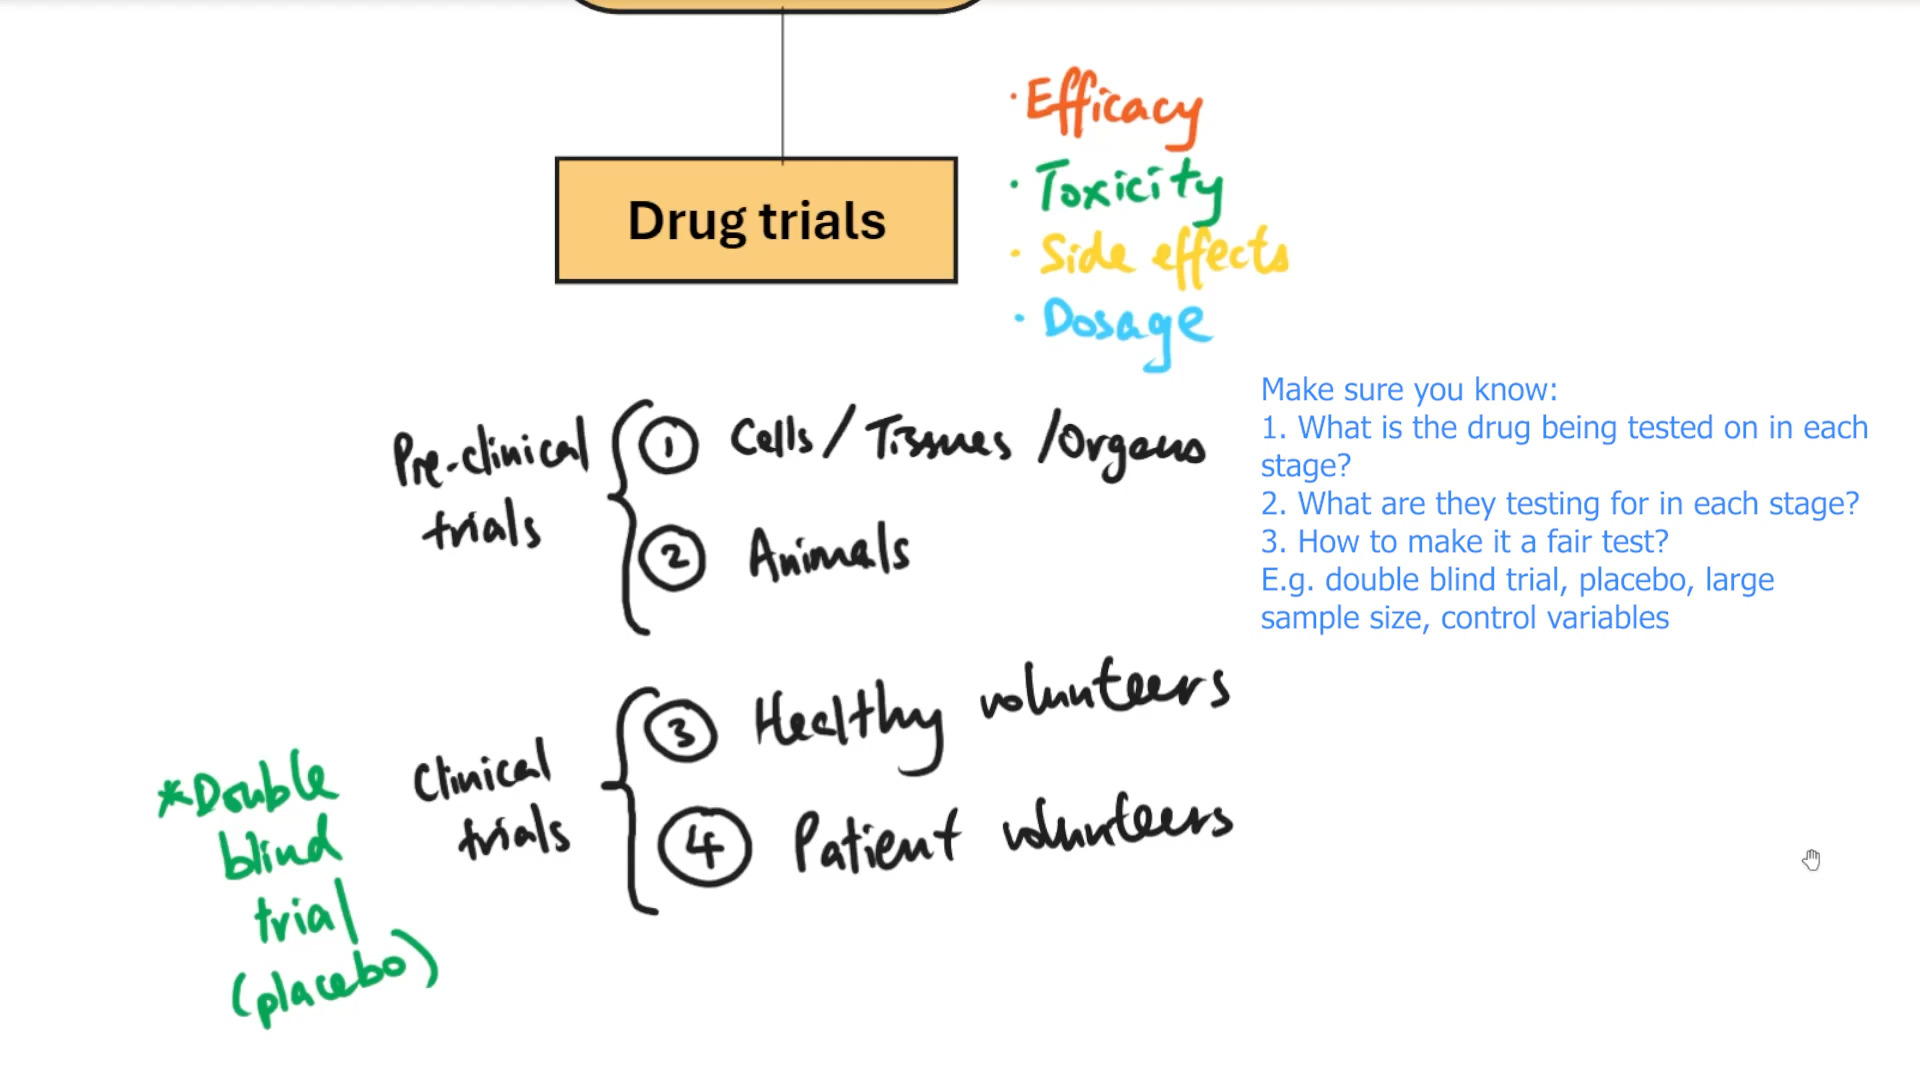 · Efficacy
· Toxicity
· Side effects
· Dosage
Drug trials
Pre-clinical
trials
① Cells / Tissues / Organs
② Animals
Make sure you know:
1. What is the drug being tested on in each
stage?
2. What are they testing for in each stage?
3. How to make it a fair test?
E.g. double blind trial, placebo, large
sample size, control variables
Clinical
trials
③ Healthy volunteers
④ Patient volunteers
*Double
blind
trial
(placebo)